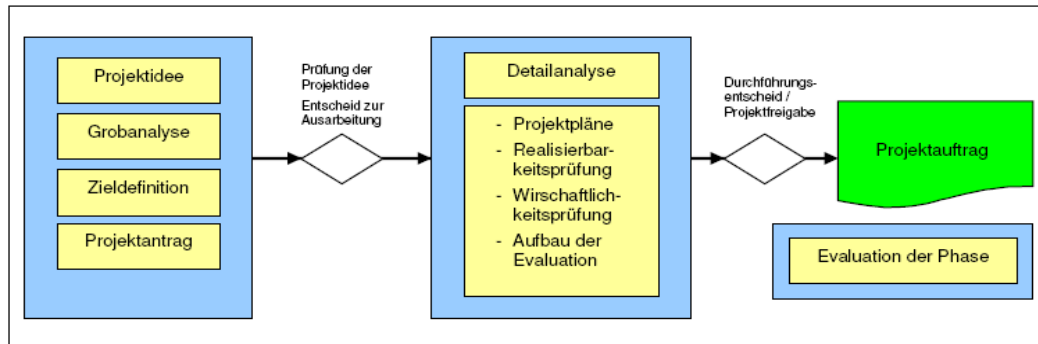 Projektidee
Grobanalyse
Zieldefinition
Projektantrag
Prüfung der
Projektidee
Entscheid zur
Ausarbeitung
Detailanalyse
- Projektpläne
- Realisierbar-
keitsprüfung
- Wirschaftlich-
keitsprüfung
- Aufbau der
Evaluation
Durchführungs-
entscheid /
Projektfreigabe
Projektauftrag
Evaluation der Phase